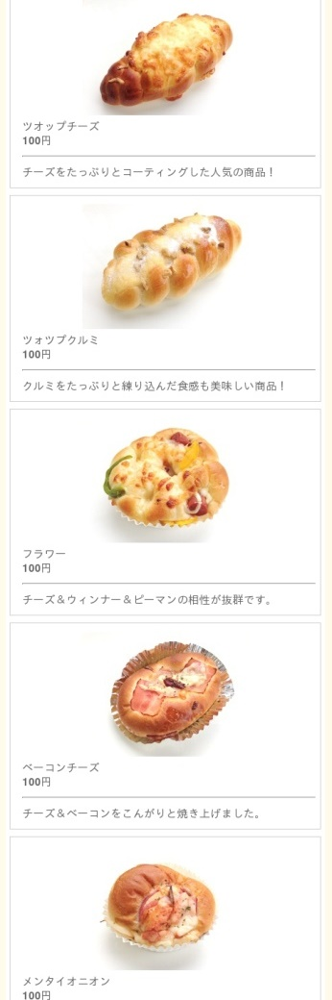 ツオップチーズ
100円
チーズをたっぷりとコーティングした人気の商品！
ツォツプクルミ
100円
クルミをたっぷりと練り込んだ食感も美味しい商品！
フラワー
100円
チーズ＆ウィンナー＆ピーマンの相性が抜群です。
ベーコンチーズ
100円
チーズ＆ベーコンをこんがりと焼き上げました。
メンタイオニオン
100円